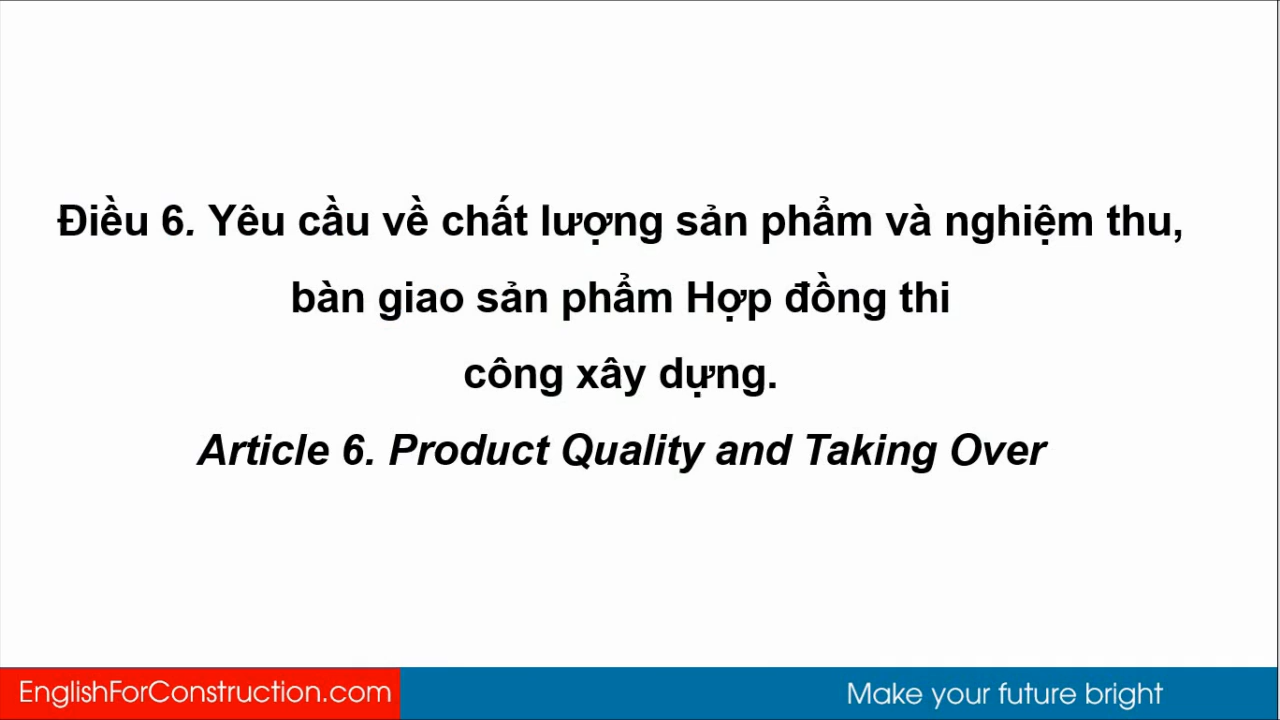 Điều 6. Yêu cầu về chất lượng sản phẩm và nghiệm thu,
bàn giao sản phẩm Hợp đồng thi
công xây dựng.
Article 6. Product Quality and Taking Over
EnglishForConstruction.com
Make your future bright